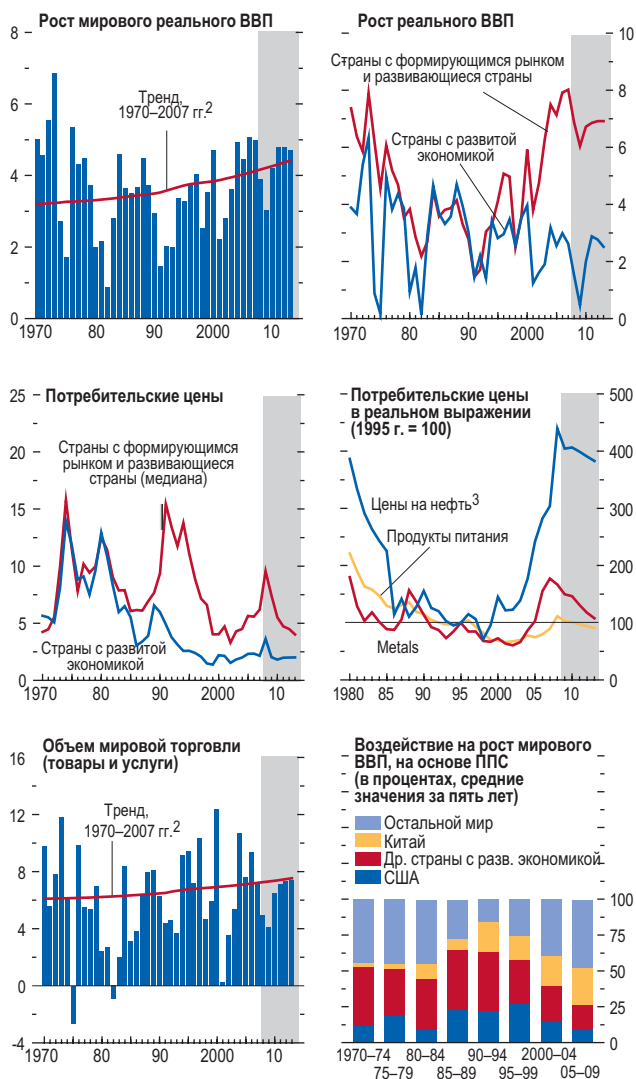 Рост мирового реального ВВП
8
6
4
2
0
Тренд,
1970–2007 гг.2
1970 80 90 2000 10
Рост реального ВВП
10
8
6
4
2
0
Страны с формирующимся рынком
и развивающиеся страны
Страны с развитой
экономикой
1970 80 90 2000 10
Потребительские цены
25
20
15
10
5
0
Страны с формирующимся
рынком и развивающиеся
страны (медиана)
Страны с развитой
экономикой
1970 80 90 2000 10
Потребительские цены
в реальном выражении
(1995 г. = 100)
500
400
300
200
100
0
Цены на нефть3
Продукты питания
Metals
1980 85 90 95 2000 05 10
Объем мировой торговли
(товары и услуги)
16
12
8
4
0
-4
Тренд,
1970–2007 гг.2
1970 80 90 2000 10
Воздействие на рост мирового
ВВП, на основе ППС
(в процентах, средние
значения за пять лет)
Остальной мир
Китай
Др. страны с разв. экономикой
США
100
75
50
25
0
1970–74 80–84 90–94 2000–04
75–79 85–89 95–99 05–09